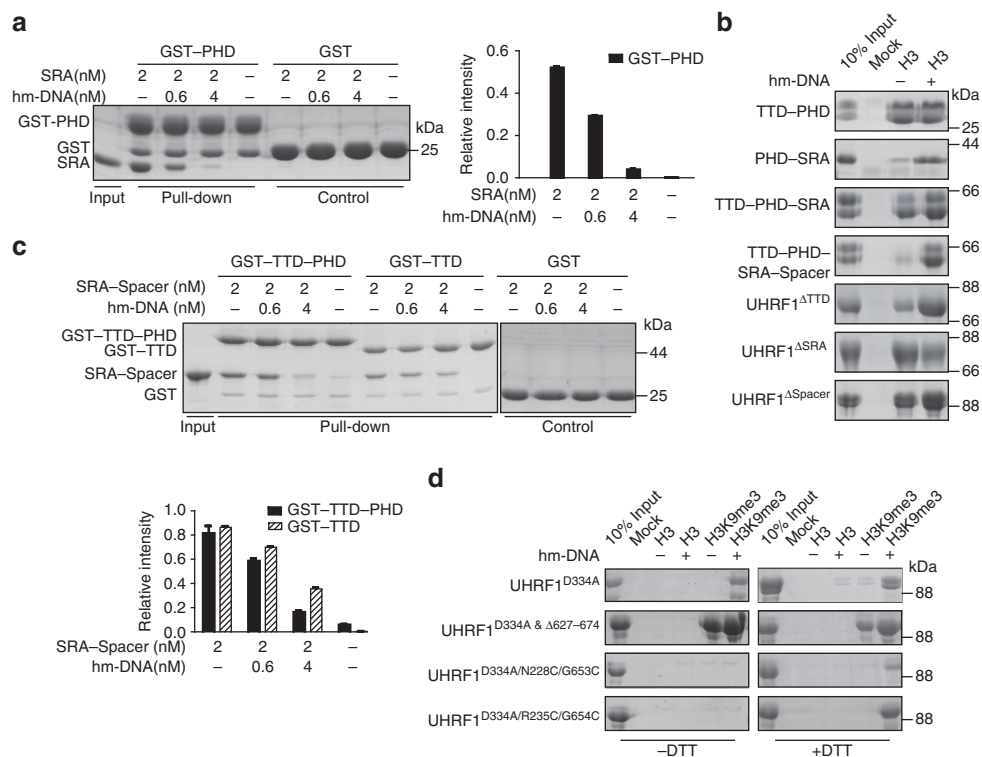 a
GST–PHD GST
SRA(nM) 2 2 2 – 2 2 2 –
hm-DNA(nM) – 0.6 4 – – 0.6 4 –
GST-PHD
GST
SRA
kDa
25
Input Pull-down Control
Relative intensity
0.6
0.4
0.2
0.0
GST–PHD
SRA(nM) 2 2 2 –
hm-DNA(nM) – 0.6 4 –
b
10% Input Mock H3 H3
hm-DNA – +
kDa
TTD–PHD
25
44
PHD–SRA
66
TTD–PHD–SRA
66
TTD–PHD–
SRA–Spacer
88
UHRF1ΔTTD
66
88
UHRF1ΔSRA
66
UHRF1ΔSpacer
88
c
GST–TTD–PHD GST–TTD GST
SRA–Spacer (nM) 2 2 2 – 2 2 2 – 2 2 2 –
hm-DNA (nM) – 0.6 4 – – 0.6 4 – – 0.6 4 –
GST–TTD–PHD
GST–TTD
SRA–Spacer
GST
kDa
44
25
Input Pull-down Control
Relative intensity
1.0
0.8
0.6
0.4
0.2
0.0
GST–TTD–PHD
GST–TTD
SRA–Spacer (nM) 2 2 2 –
hm-DNA(nM) – 0.6 4 –
d
10% Input Mock H3 H3 H3K9me3 H3K9me3 10% Input Mock H3 H3 H3K9me3 H3K9me3
hm-DNA – + – + – + – +
kDa
UHRF1D334A
88
UHRF1D334A & Δ627–674
88
UHRF1D334A/N228C/G653C
88
UHRF1D334A/R235C/G654C
88
–DTT +DTT